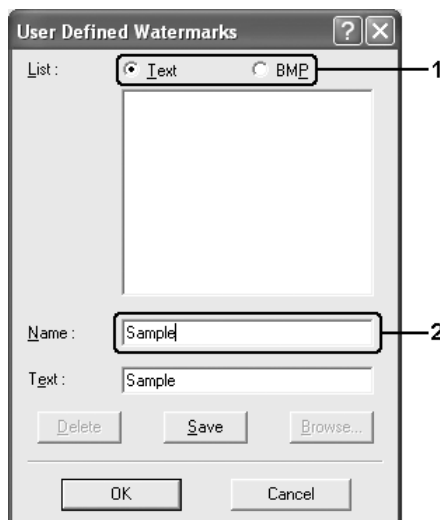 User Defined Watermarks
List : Text BMP 1
Name : Sample 2
Text : Sample
Delete Save Browse...
OK Cancel